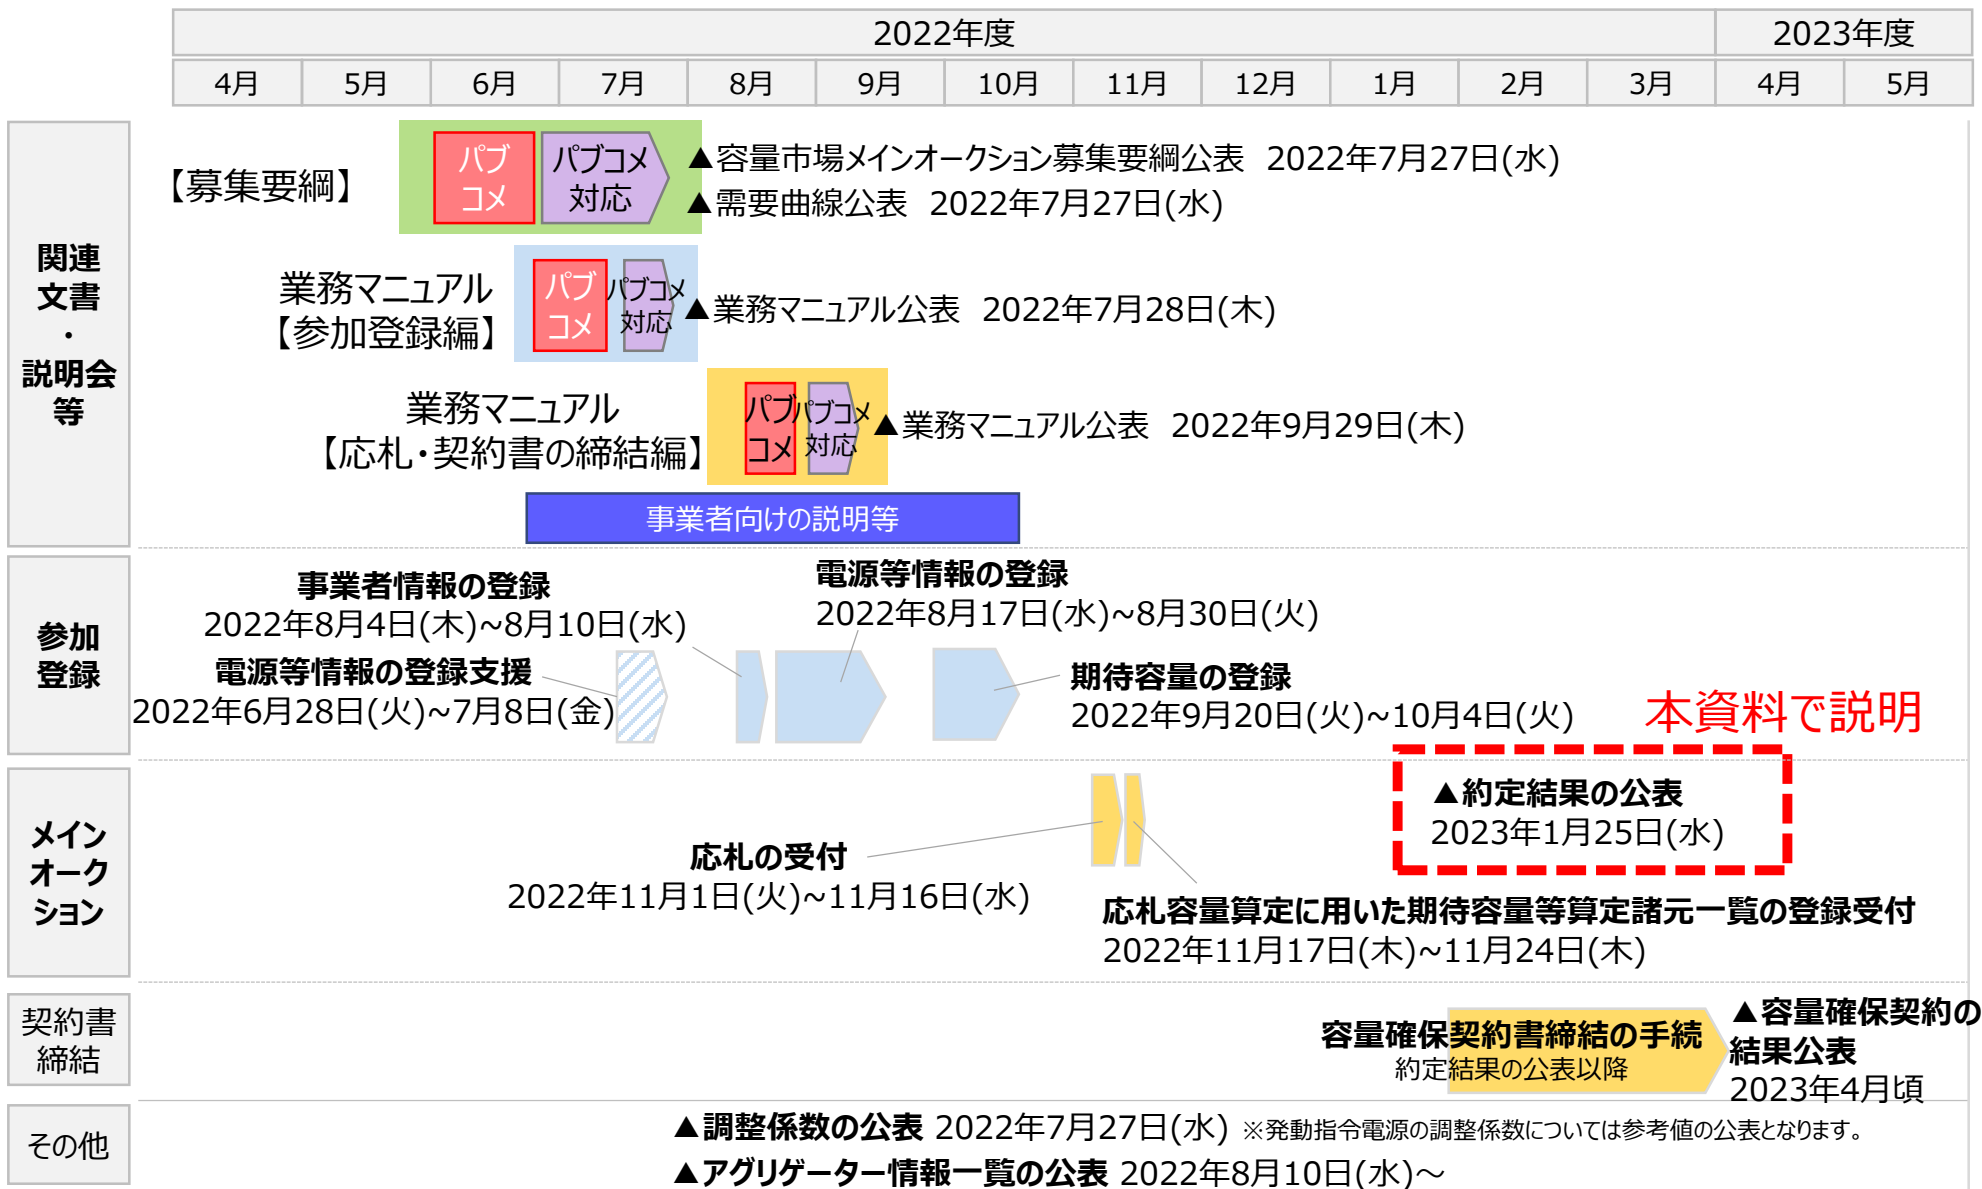 2022年度
2023年度
4月
5月
6月
7月
8月
9月
10月
11月
12月
1月
2月
3月
4月
5月
関連
文書
・
説明会
等
【募集要綱】
パブ
コメ
パブコメ
対応
▲容量市場メインオークション募集要綱公表 2022年7月27日(水)
▲需要曲線公表 2022年7月27日(水)
業務マニュアル
【参加登録編】
パブ
コメ
パブコメ
対応
▲業務マニュアル公表 2022年7月28日(木)
業務マニュアル
【応札・契約書の締結編】
パブ
コメ
パブコメ
対応
▲業務マニュアル公表 2022年9月29日(木)
事業者向けの説明等
参加
登録
事業者情報の登録
2022年8月4日(木)~8月10日(水)
電源等情報の登録
2022年8月17日(水)~8月30日(火)
電源等情報の登録支援
2022年6月28日(火)~7月8日(金)
期待容量の登録
2022年9月20日(火)~10月4日(火)
本資料で説明
メイン
オーク
ション
▲約定結果の公表
2023年1月25日(水)
応札の受付
2022年11月1日(火)~11月16日(水)
応札容量算定に用いた期待容量等算定諸元一覧の登録受付
2022年11月17日(木)~11月24日(木)
契約書
締結
容量確保契約書締結の手続
約定結果の公表以降
▲容量確保契約の
結果公表
2023年4月頃
その他
▲調整係数の公表 2022年7月27日(水) ※発動指令電源の調整係数については参考値の公表となります。
▲アグリゲーター情報一覧の公表 2022年8月10日(水)～